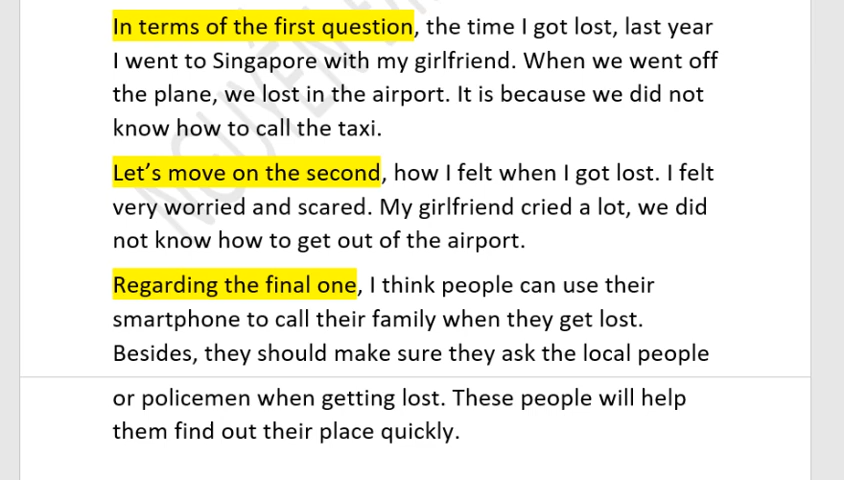 In terms of the first question, the time I got lost, last year
I went to Singapore with my girlfriend. When we went off
the plane, we lost in the airport. It is because we did not
know how to call the taxi.
Let’s move on the second, how I felt when I got lost. I felt
very worried and scared. My girlfriend cried a lot, we did
not know how to get out of the airport.
Regarding the final one, I think people can use their
smartphone to call their family when they get lost.
Besides, they should make sure they ask the local people
or policemen when getting lost. These people will help
them find out their place quickly.
NGUYEN